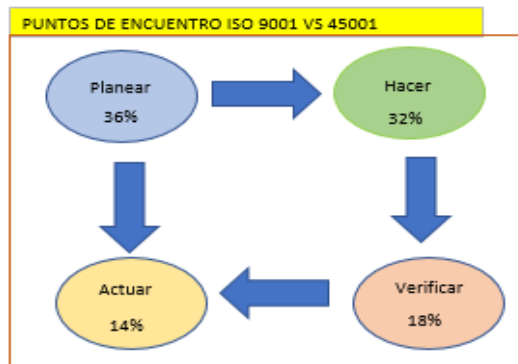 PUNTOS DE ENCUENTRO ISO 9001 VS 45001
Planear
36%
Hacer
32%
Actuar
14%
Verificar
18%